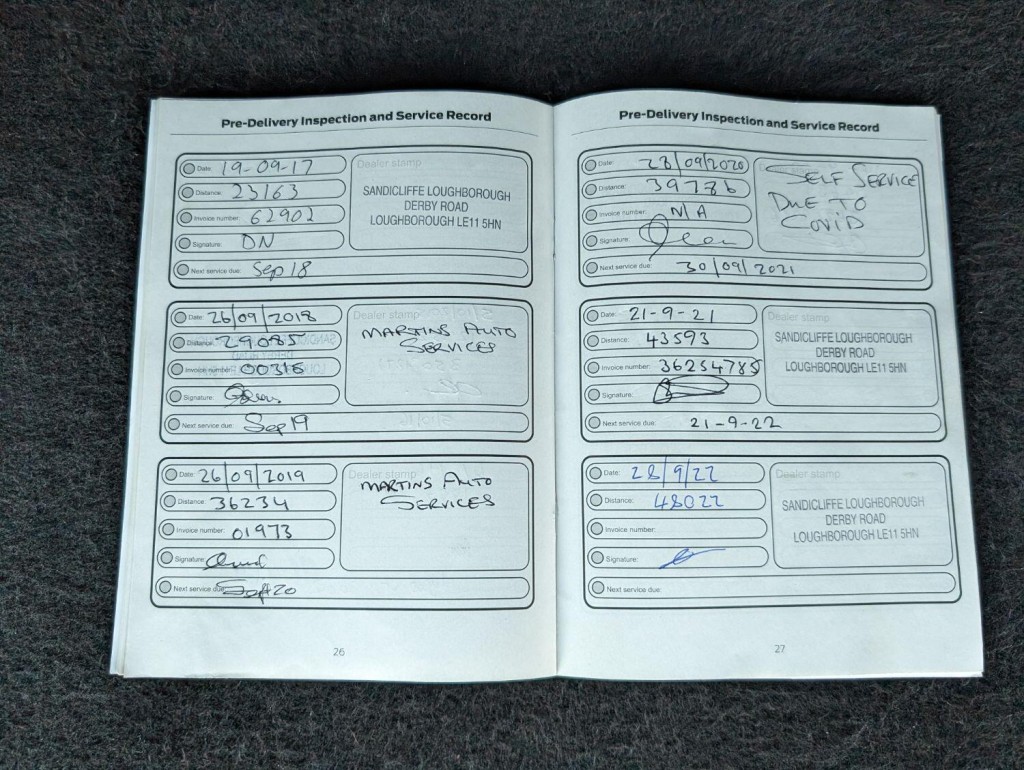 Pre-Delivery Inspection and Service Record
Date: 19-09-17
Distance: 23163
Invoice number: 62902
Signature: DN
Next service due: Sep 18
Dealer stamp
SANDICLIFFE LOUGHBOROUGH
DERBY ROAD
LOUGHBOROUGH LE11 5HN
Date: 26/09/2018
Distance: 29085
Invoice number: 00315
Signature:
Next service due: Sep 19
Dealer stamp
MARTINS AUTO
SERVICES
Date: 26/09/2019
Distance: 36234
Invoice number: 01973
Signature:
Next service due: Sept 20
Dealer stamp
MARTINS AUTO
SERVICES
26
Pre-Delivery Inspection and Service Record
Date: 28/09/2020
Distance: 39786
Invoice number: N/A
Signature:
Next service due: 30/09/2021
SELF SERVICE
DUE TO
COVID
Date: 21-9-21
Distance: 43593
Invoice number: 36254785
Signature:
Next service due: 21-9-22
Dealer stamp
SANDICLIFFE LOUGHBOROUGH
DERBY ROAD
LOUGHBOROUGH LE11 5HN
Date: 28/9/22
Distance: 48022
Invoice number:
Signature:
Next service due:
Dealer stamp
SANDICLIFFE LOUGHBOROUGH
DERBY ROAD
LOUGHBOROUGH LE11 5HN
27